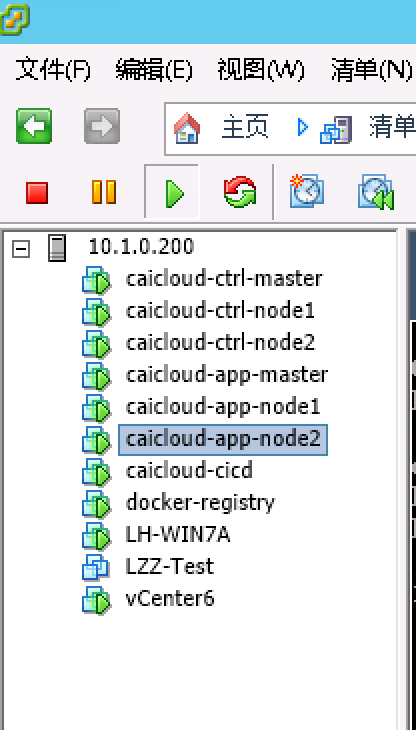 文件(F) 编辑(E) 视图(W) 清单(N)
主页 清单
10.1.0.200
caicloud-ctrl-master
caicloud-ctrl-node1
caicloud-ctrl-node2
caicloud-app-master
caicloud-app-node1
caicloud-app-node2
caicloud-cicd
docker-registry
LH-WIN7A
LZZ-Test
vCenter6